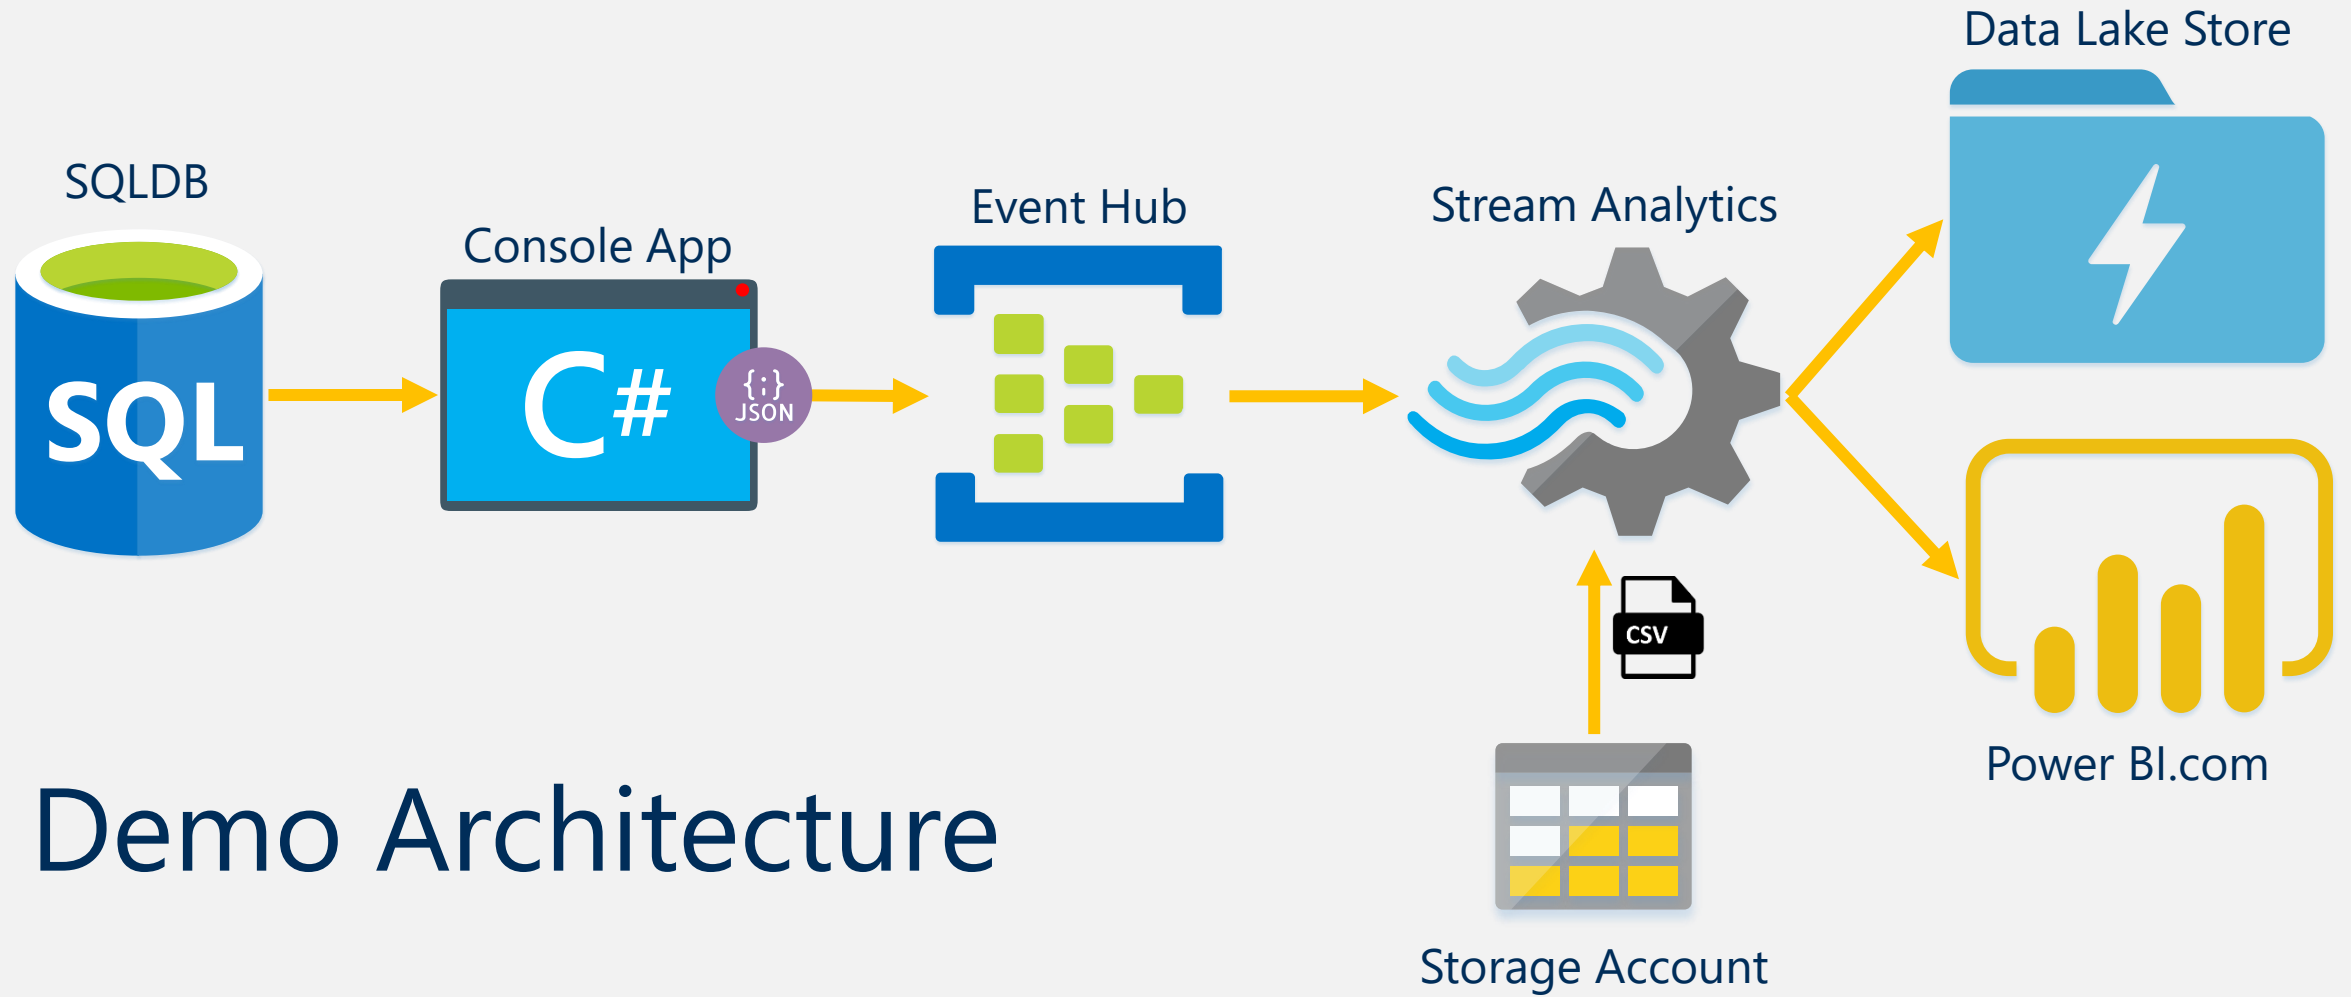 Data Lake Store
SQLDB
Console App
Event Hub
Stream Analytics
SQL
C#
{;}
JSON
CSV
Power BI.com
Demo Architecture
Storage Account